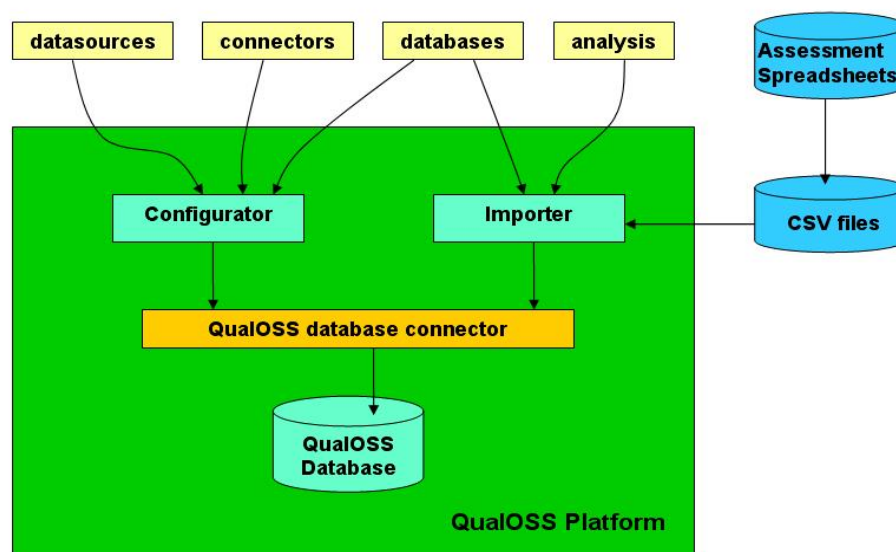 datasources
connectors
databases
analysis
Assessment
Spreadsheets
Configurator
Importer
CSV files
QualOSS database connector
QualOSS
Database
QualOSS Platform